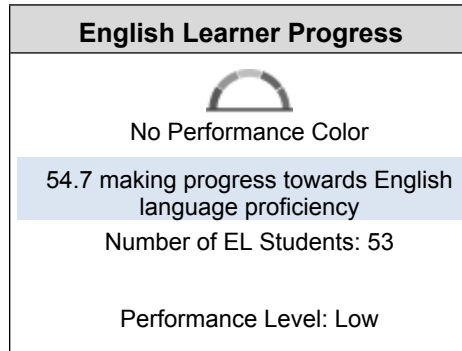 English Learner Progress
No Performance Color
54.7 making progress towards English
language proficiency
Number of EL Students: 53
Performance Level: Low